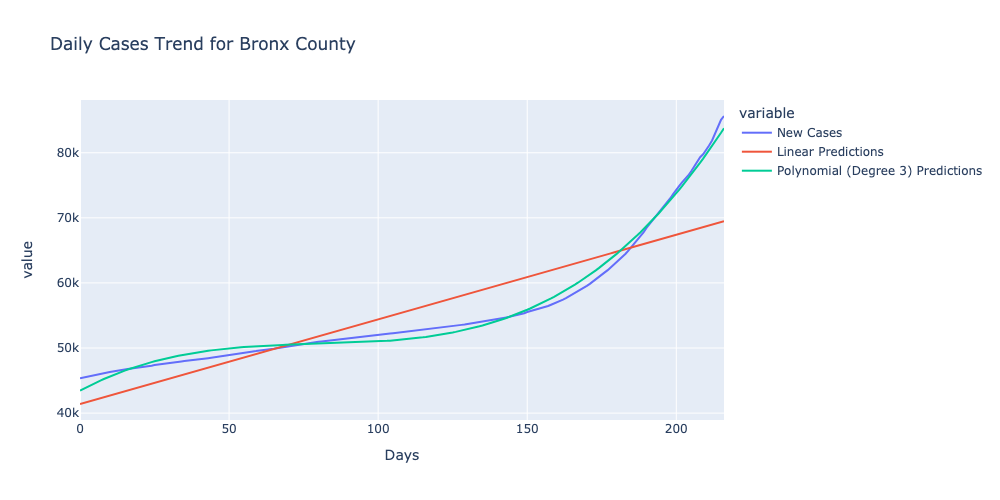 Daily Cases Trend for Bronx County
variable
New Cases
Linear Predictions
Polynomial (Degree 3) Predictions
80k
70k
60k
50k
40k
value
0 50 100 150 200
Days